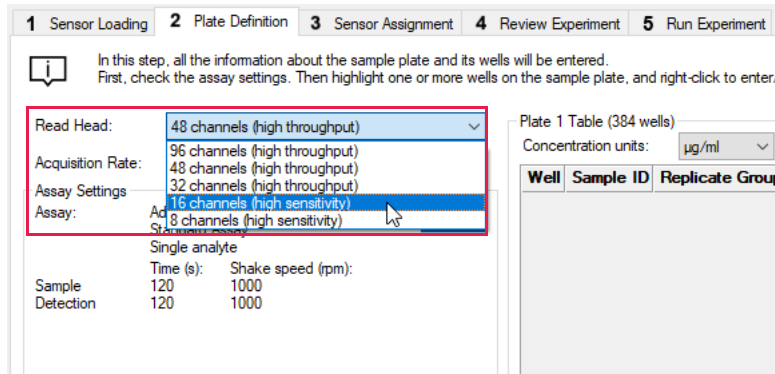 1 Sensor Loading 2 Plate Definition 3 Sensor Assignment 4 Review Experiment 5 Run Experiment
In this step, all the information about the sample plate and its wells will be entered.
First, check the assay settings. Then highlight one or more wells on the sample plate, and right-click to enter
Read Head: 48 channels (high throughput)
96 channels (high throughput)
48 channels (high throughput)
32 channels (high throughput)
16 channels (high sensitivity)
8 channels (high sensitivity)
Acquisition Rate:
Assay Settings
Assay:
Standard Assay
Single analyte
Time (s): Shake speed (rpm):
Sample 120 1000
Detection 120 1000
Plate 1 Table (384 wells)
Concentration units: µg/ml
Well Sample ID Replicate Group